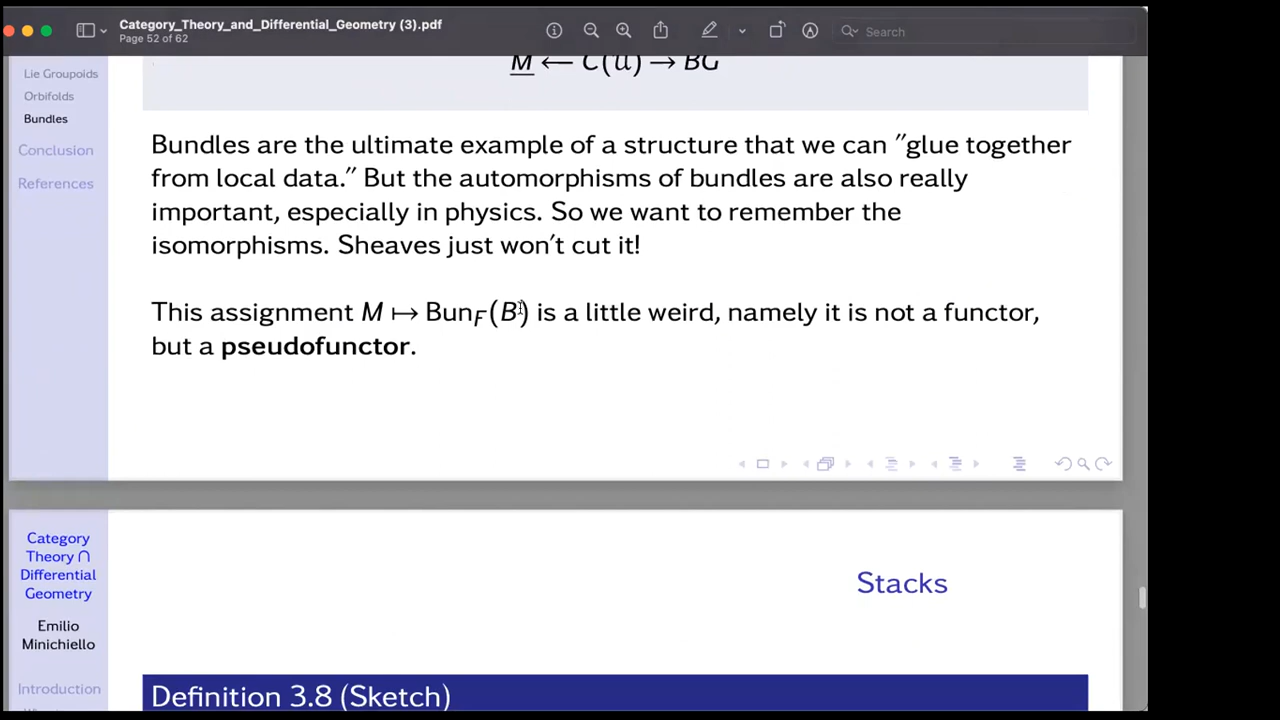 Category_Theory_and_Differential_Geometry (3).pdf
Page 52 of 62
Search
Lie Groupoids
Orbifolds
Bundles
Conclusion
References
M ← C(U) → BG
Bundles are the ultimate example of a structure that we can "glue together
from local data." But the automorphisms of bundles are also really
important, especially in physics. So we want to remember the
isomorphisms. Sheaves just won't cut it!
This assignment M ↦ Bun_F(B) is a little weird, namely it is not a functor,
but a pseudofunctor.
Category
Theory ∩
Differential
Geometry
Emilio
Minichiello
Introduction
Stacks
Definition 3.8 (Sketch)